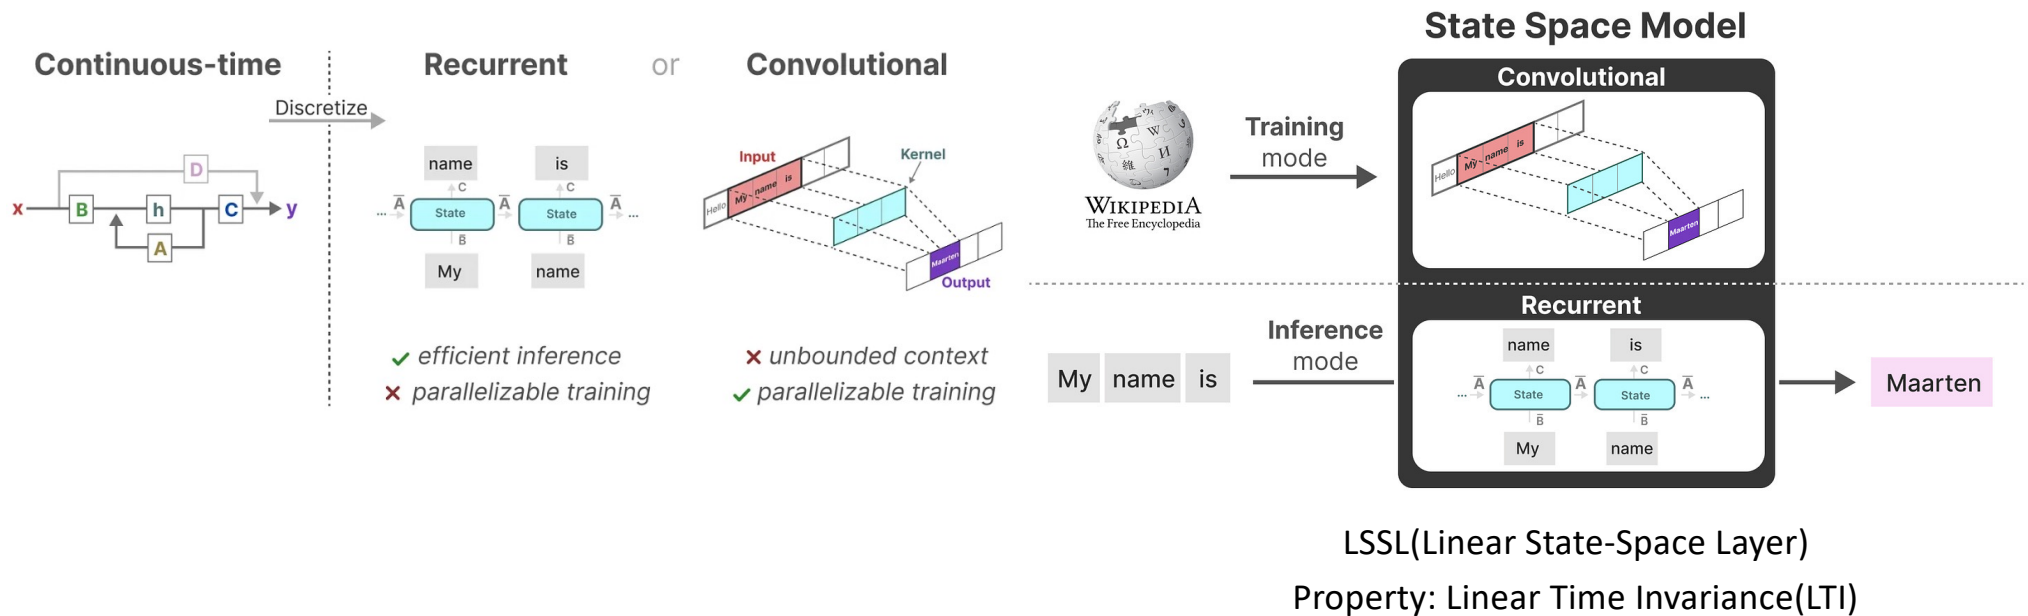 Continuous-time
Discretize
x
B
h
C
y
A
D
Recurrent
or
Convolutional
name
is
C
C
...
A̅
State
A̅
State
A̅
...
B̅
B̅
My
name
Input
Kernel
Hello
My
name
is
Maarten
Output
✓ efficient inference
✗ parallelizable training
✗ unbounded context
✓ parallelizable training
State Space Model
Convolutional
Ω
W
維
И
WIKIPEDIA
The Free Encyclopedia
Training
mode
Hello
My
name
is
Maarten
Recurrent
Inference
mode
My
name
is
name
is
C
C
...
A̅
State
A̅
State
A̅
...
B̅
B̅
My
name
Maarten
LSSL(Linear State-Space Layer)
Property: Linear Time Invariance(LTI)